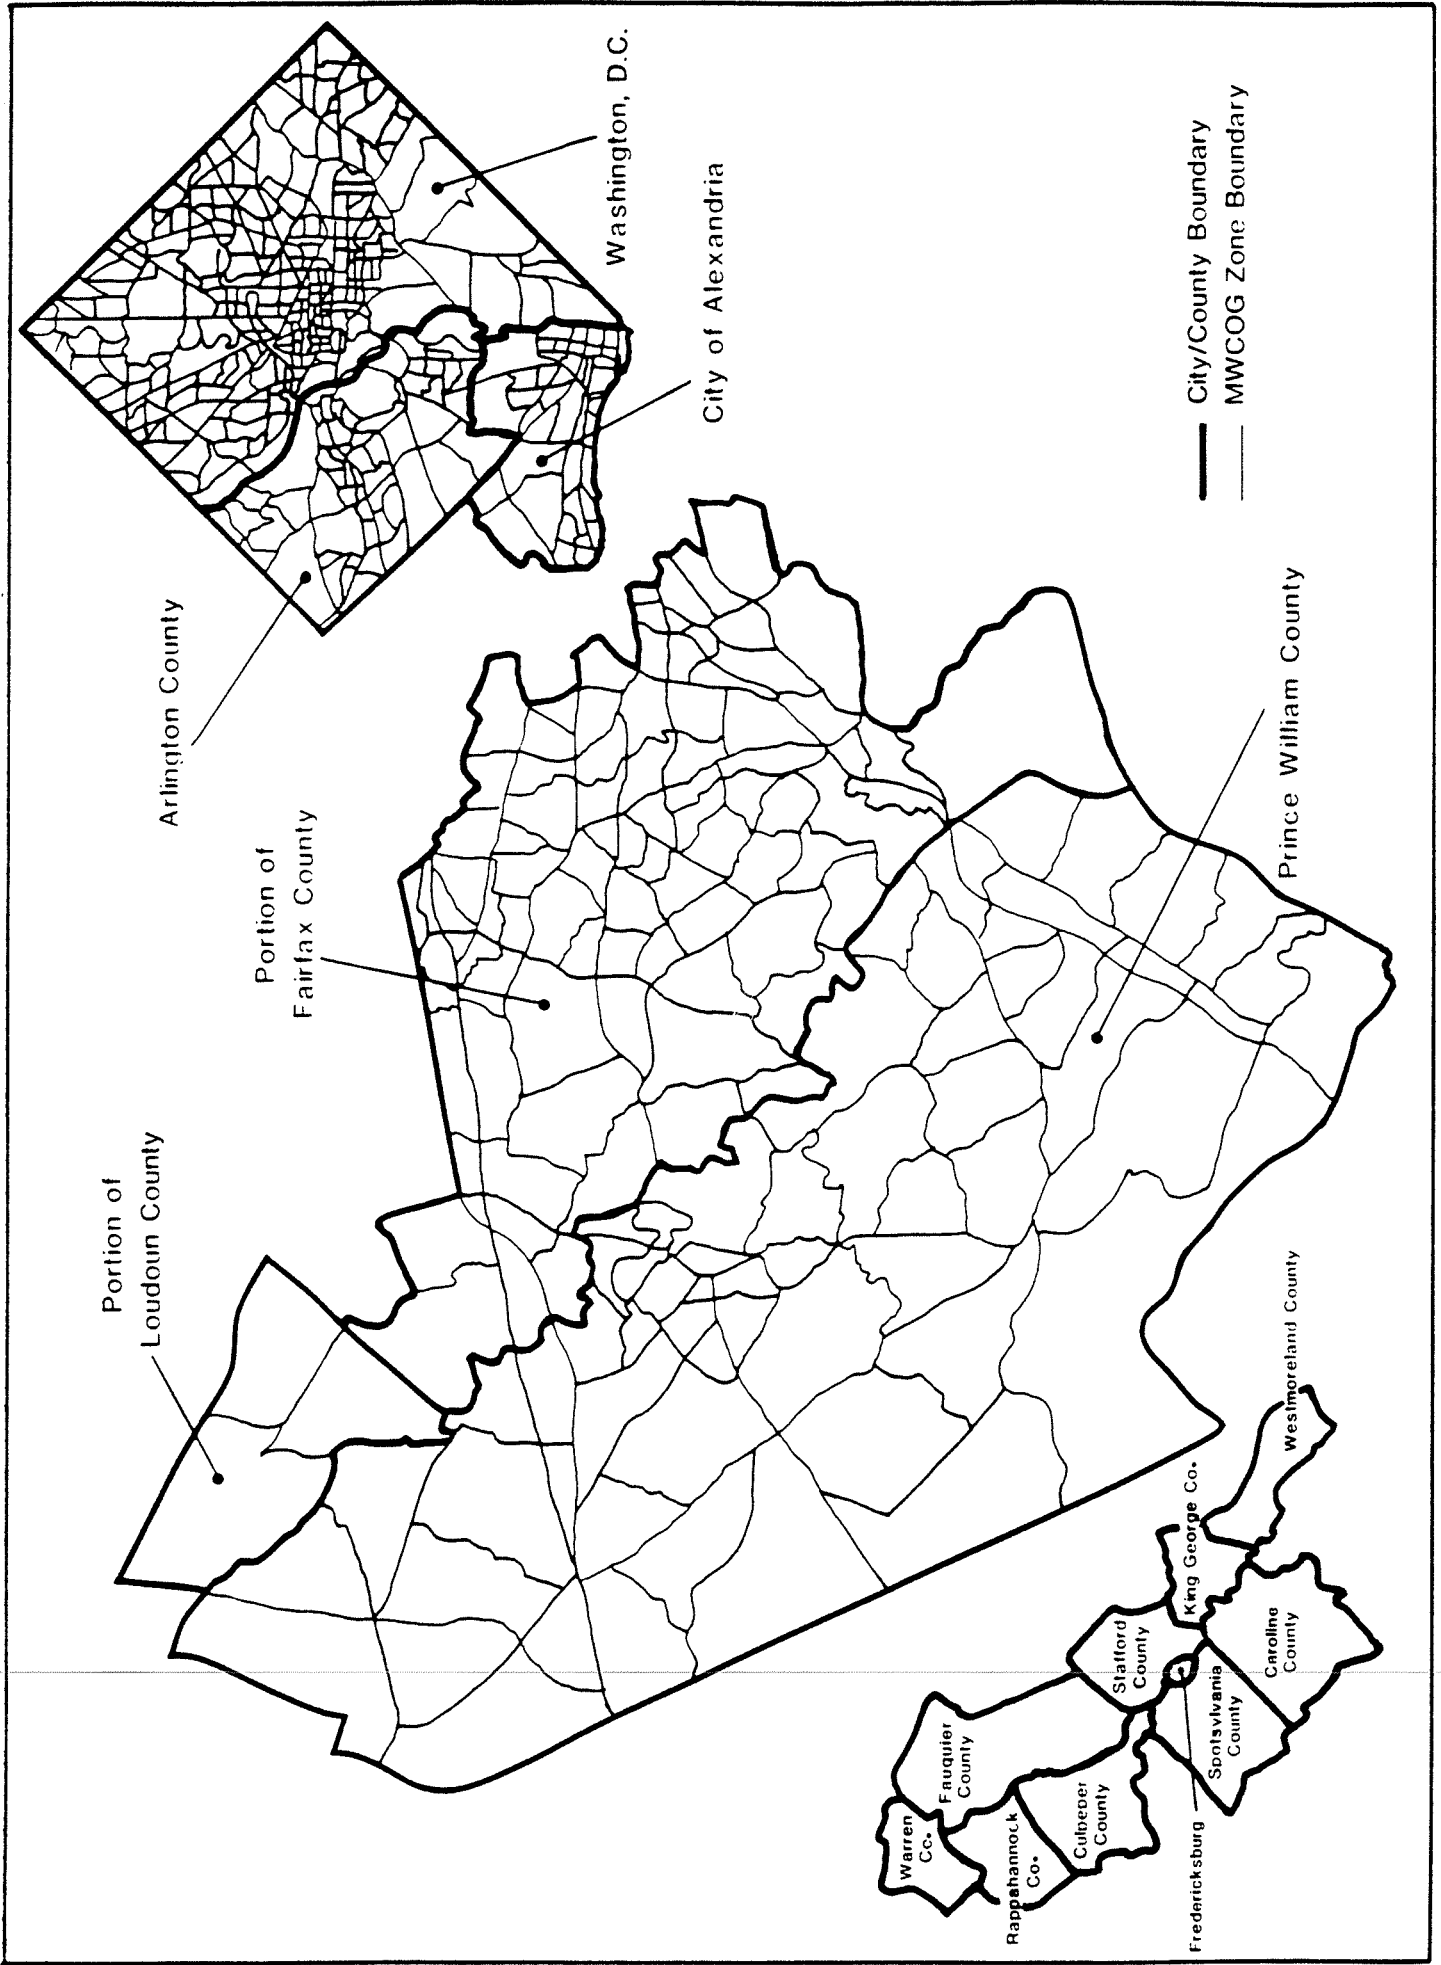 Portion of
Loudoun County
Portion of
Fairfax County
Arlington County
Washington, D.C.
City of Alexandria
Prince William County
City/County Boundary
MWCOG Zone Boundary
Warren
Co.
Fauquier
County
Rappahannock
Co.
Culpeper
County
Stafford
County
King George Co.
Westmoreland County
Spotsylvania
County
Caroline
County
Fredericksburg